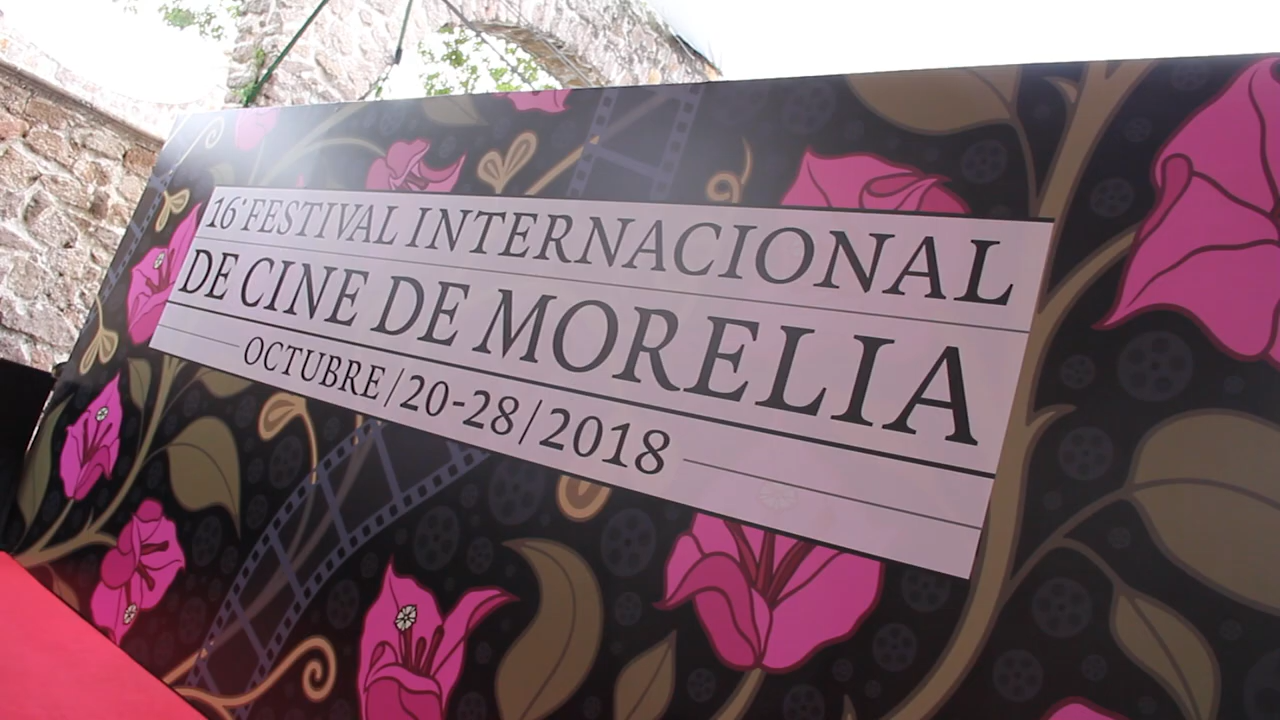 16° FESTIVAL INTERNACIONAL
DE CINE DE MORELIA
OCTUBRE/20-28/2018